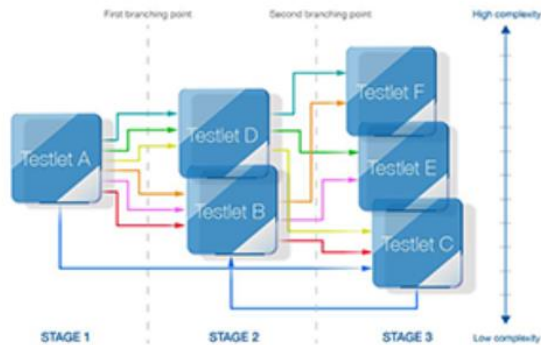 First branching point
Second branching point
High complexity
Testlet F
Testlet A
Testlet D
Testlet E
Testlet B
Testlet C
STAGE 1
STAGE 2
STAGE 3
Low complexity